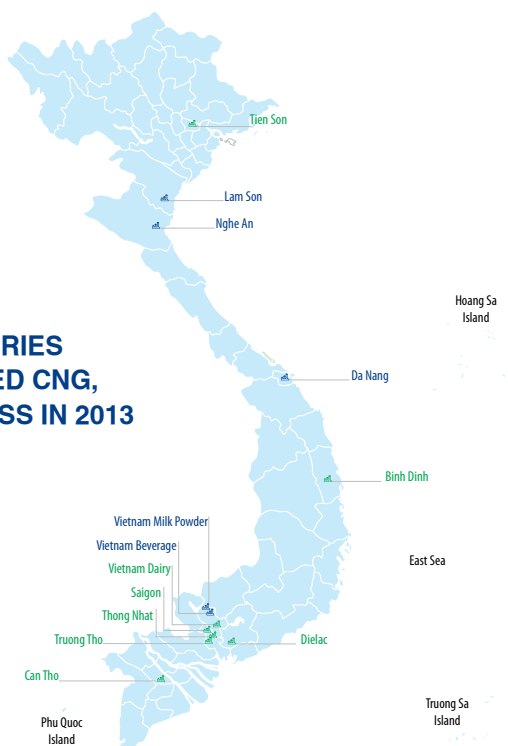 Tien Son
Lam Son
Nghe An
Hoang Sa
Island
RIES
ED CNG,
SS IN 2013
Da Nang
Binh Dinh
Vietnam Milk Powder
Vietnam Beverage
Vietnam Dairy
Saigon
Thong Nhat
Truong Tho
Dielac
East Sea
Can Tho
Phu Quoc
Island
Truong Sa
Island